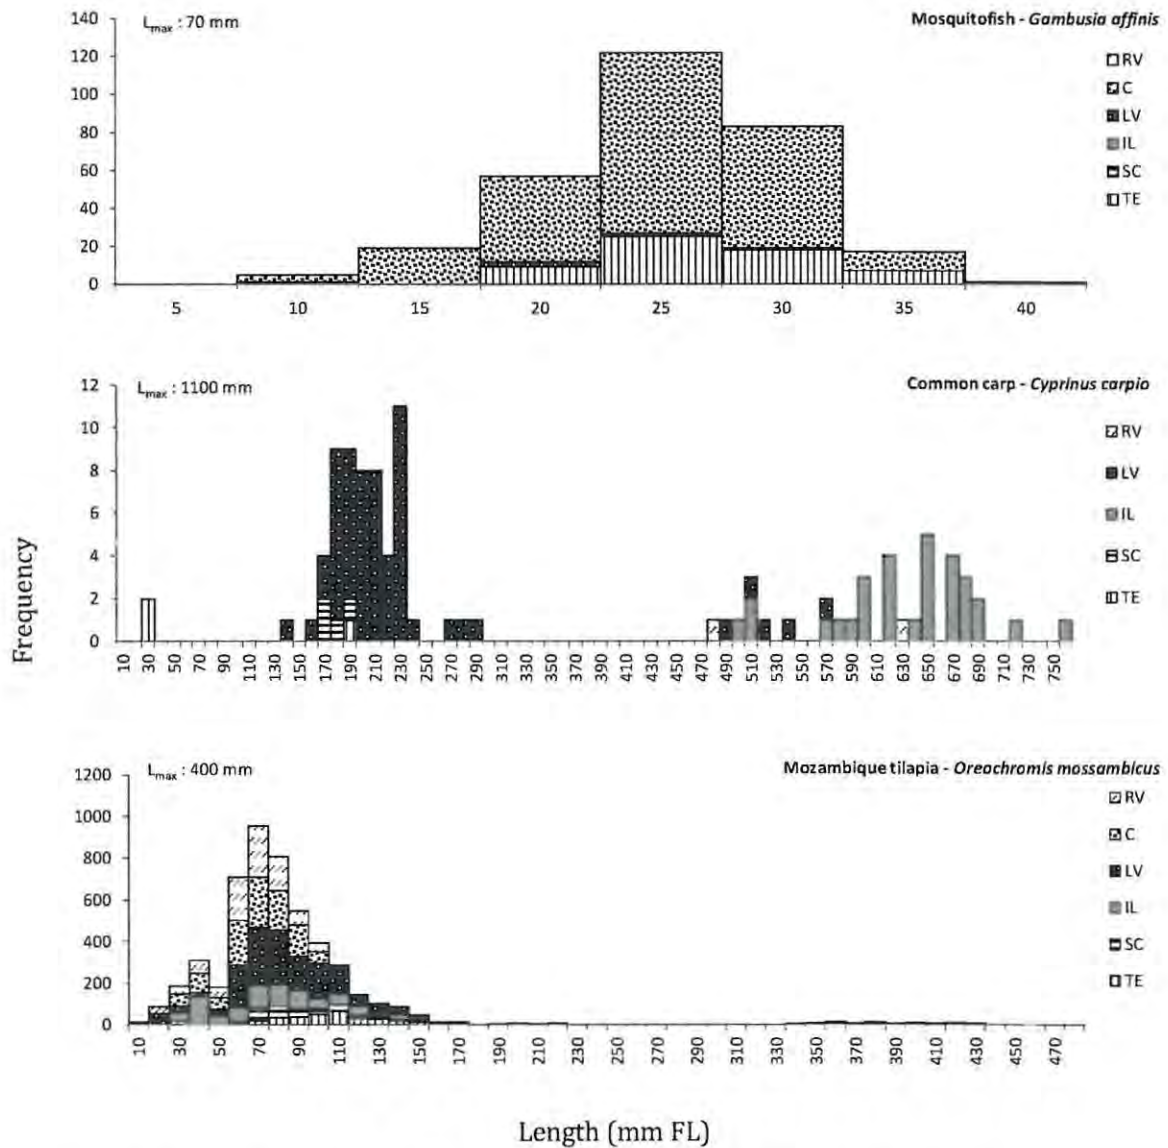 L_max : 70 mm
Mosquitofish - Gambusia affinis
140
120
100
80
60
40
20
0
5 10 15 20 25 30 35 40
RV
C
LV
IL
SC
TE
L_max : 1100 mm
Common carp - Cyprinus carpio
12
10
8
6
4
2
0
10 30 50 70 90 110 130 150 170 190 210 230 250 270 290 310 330 350 370 390 410 430 450 470 490 510 530 550 570 590 610 630 650 670 690 710 730 750
RV
LV
IL
SC
TE
Frequency
L_max : 400 mm
Mozambique tilapia - Oreochromis mossambicus
1200
1000
800
600
400
200
0
10 30 50 70 90 110 130 150 170 190 210 230 250 270 290 310 330 350 370 390 410 430 450 470
RV
C
LV
IL
SC
TE
Length (mm FL)